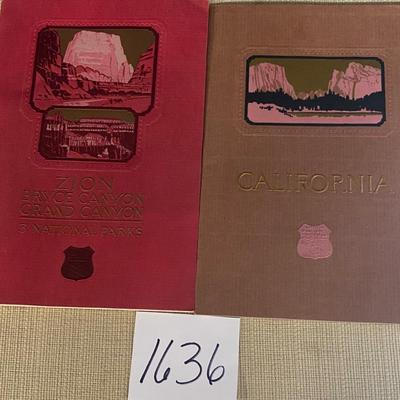 ZION
BRYCE CANYON
GRAND CANYON
3 NATIONAL PARKS
CALIFORNIA
1636